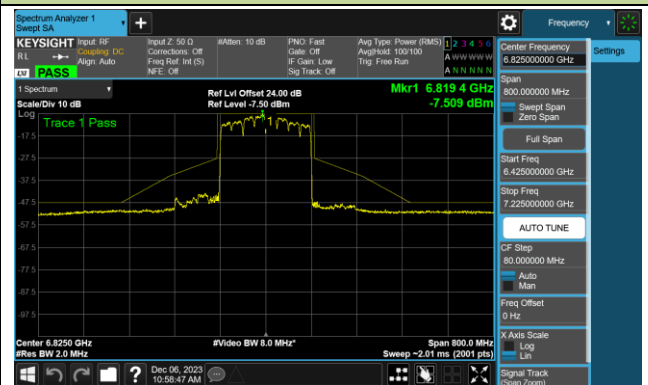 Spectrum Analyzer 1
Swept SA
+
Frequency
KEYSIGHT
RL
LXI
PASS
Input: RF
Coupling: DC
Align: Auto
Input Z: 50 Ω
Corrections: Off
Freq Ref: Int (S)
NFE: Off
#Atten: 10 dB
PNO: Fast
Gate: Off
IF Gain: Low
Sig Track: Off
Avg Type: Power (RMS)
Avg|Hold: 100/100
Trig: Free Run
1 2 3 4 5 6
A W W W W W
A N N N N N
1 Spectrum
Scale/Div 10 dB
Ref Lvl Offset 24.00 dB
Ref Level -7.50 dBm
Mkr1 6.819 4 GHz
-7.509 dBm
Log
Trace 1 Pass
1
-17.5
-27.5
-37.5
-47.5
-57.5
-67.5
-77.5
-87.5
-97.5
Center 6.8250 GHz
#Res BW 2.0 MHz
#Video BW 8.0 MHz*
Span 800.0 MHz
Sweep ~2.01 ms (2001 pts)
Center Frequency
6.825000000 GHz
Settings
Span
800.000000 MHz
Swept Span
Zero Span
Full Span
Start Freq
6.425000000 GHz
Stop Freq
7.225000000 GHz
AUTO TUNE
CF Step
80.000000 MHz
Auto
Man
Freq Offset
0 Hz
X Axis Scale
Log
Lin
Signal Track
(Span Zoom)
?
Dec 06, 2023
10:58:47 AM